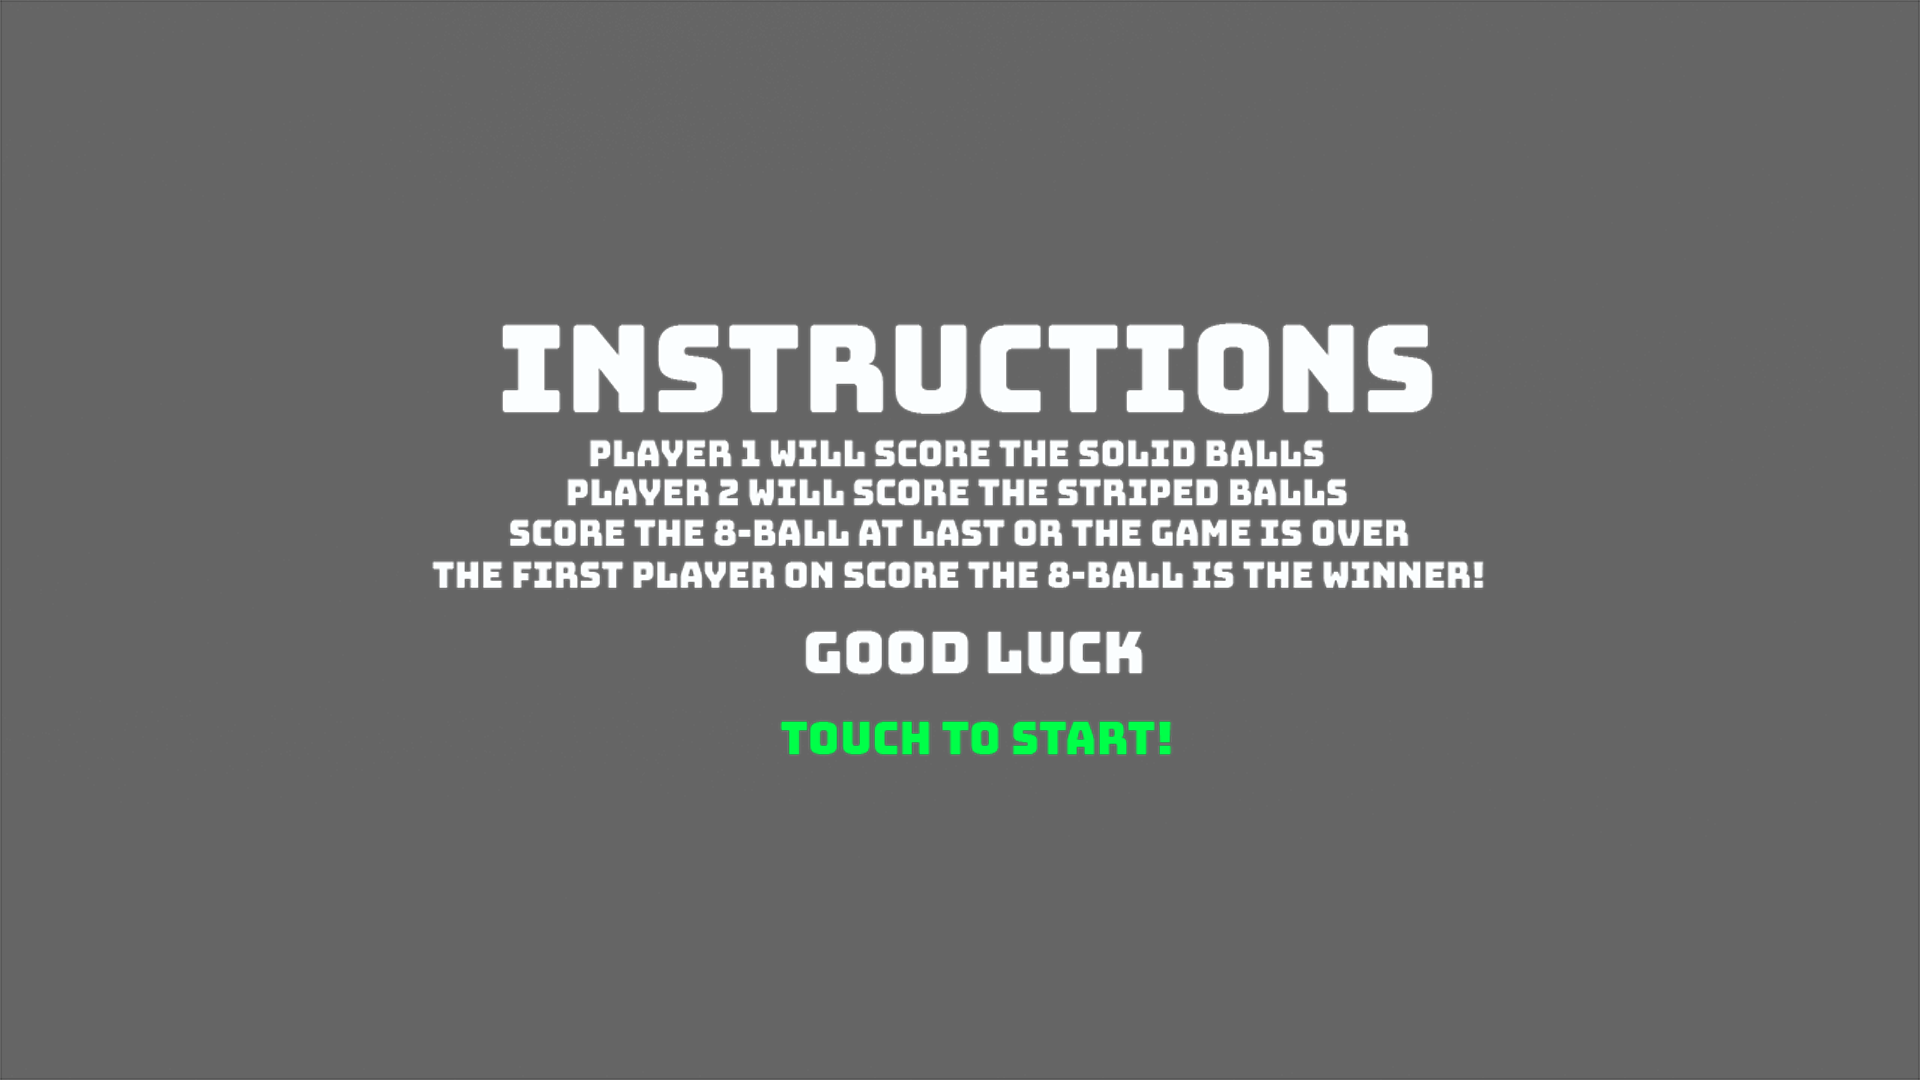 INSTRUCTIONS
PLAYER 1 WILL SCORE THE SOLID BALLS
PLAYER 2 WILL SCORE THE STRIPED BALLS
SCORE THE 8-BALL AT LAST OR THE GAME IS OVER
THE FIRST PLAYER ON SCORE THE 8-BALL IS THE WINNER!
GOOD LUCK
TOUCH TO START!